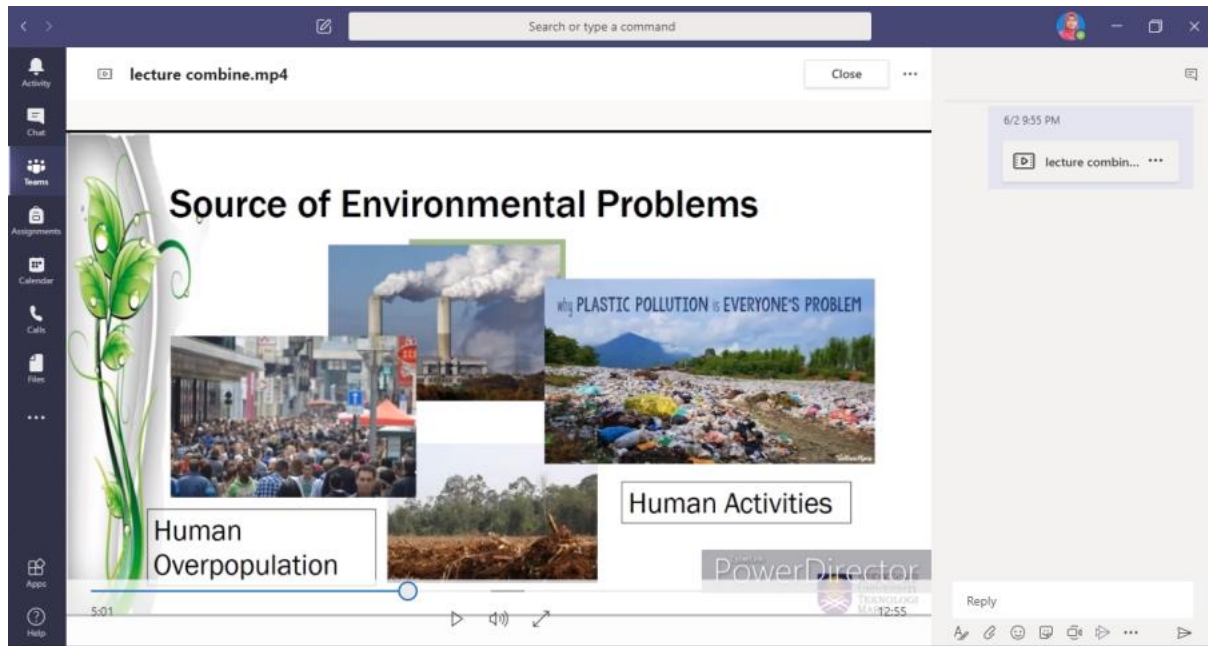 Search or type a command
Activity
Chat
Teams
Assignments
Calendar
Calls
Files
Apps
Help
lecture combine.mp4
Close
Source of Environmental Problems
why PLASTIC POLLUTION is EVERYONE'S PROBLEM
Human Activities
Human
Overpopulation
PowerDirector
UNIVERSITI
TEKNOLOGI
5:01
12:55
6/2 9:55 PM
lecture combin...
Reply